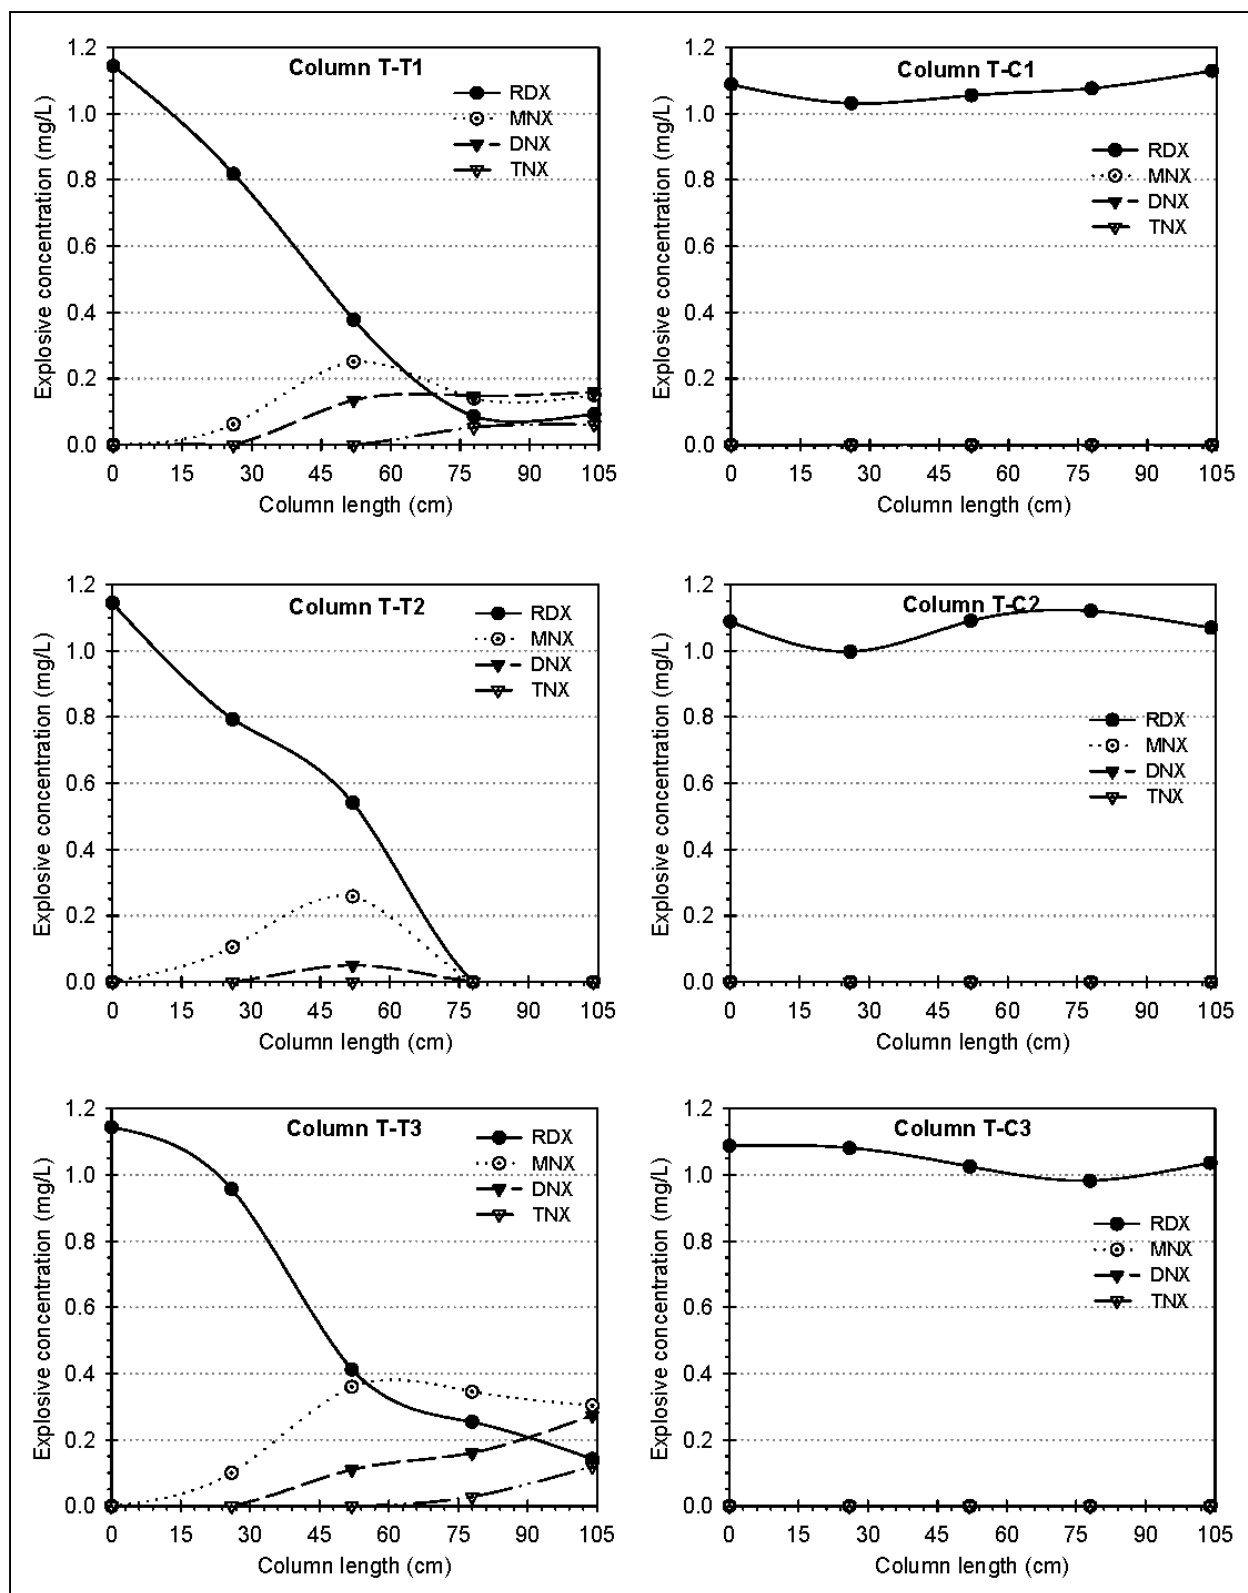 Column T-T1
RDX
MNX
DNX
TNX
Explosive concentration (mg/L)
1.2
1.0
0.8
0.6
0.4
0.2
0.0
0 15 30 45 60 75 90 105
Column length (cm)
Column T-C1
RDX
MNX
DNX
TNX
Explosive concentration (mg/L)
1.2
1.0
0.8
0.6
0.4
0.2
0.0
0 15 30 45 60 75 90 105
Column length (cm)
Column T-T2
RDX
MNX
DNX
TNX
Explosive concentration (mg/L)
1.2
1.0
0.8
0.6
0.4
0.2
0.0
0 15 30 45 60 75 90 105
Column length (cm)
Column T-C2
RDX
MNX
DNX
TNX
Explosive concentration (mg/L)
1.2
1.0
0.8
0.6
0.4
0.2
0.0
0 15 30 45 60 75 90 105
Column length (cm)
Column T-T3
RDX
MNX
DNX
TNX
Explosive concentration (mg/L)
1.2
1.0
0.8
0.6
0.4
0.2
0.0
0 15 30 45 60 75 90 105
Column length (cm)
Column T-C3
RDX
MNX
DNX
TNX
Explosive concentration (mg/L)
1.2
1.0
0.8
0.6
0.4
0.2
0.0
0 15 30 45 60 75 90 105
Column length (cm)